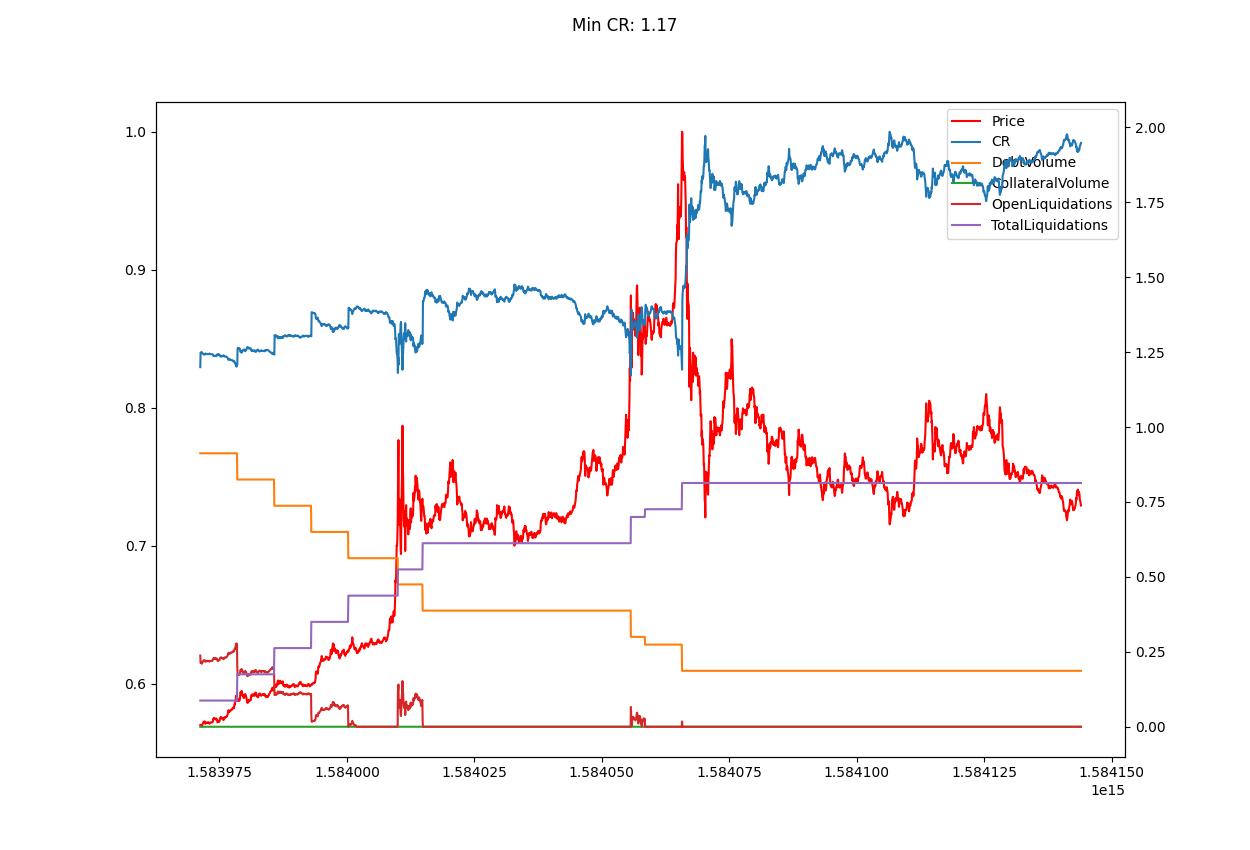 Min CR: 1.17
1.0
0.9
0.8
0.7
0.6
2.00
1.75
1.50
1.25
1.00
0.75
0.50
0.25
0.00
Price
CR
DebtVolume
CollateralVolume
OpenLiquidations
TotalLiquidations
1.583975 1.584000 1.584025 1.584050 1.584075 1.584100 1.584125 1.584150
1e15